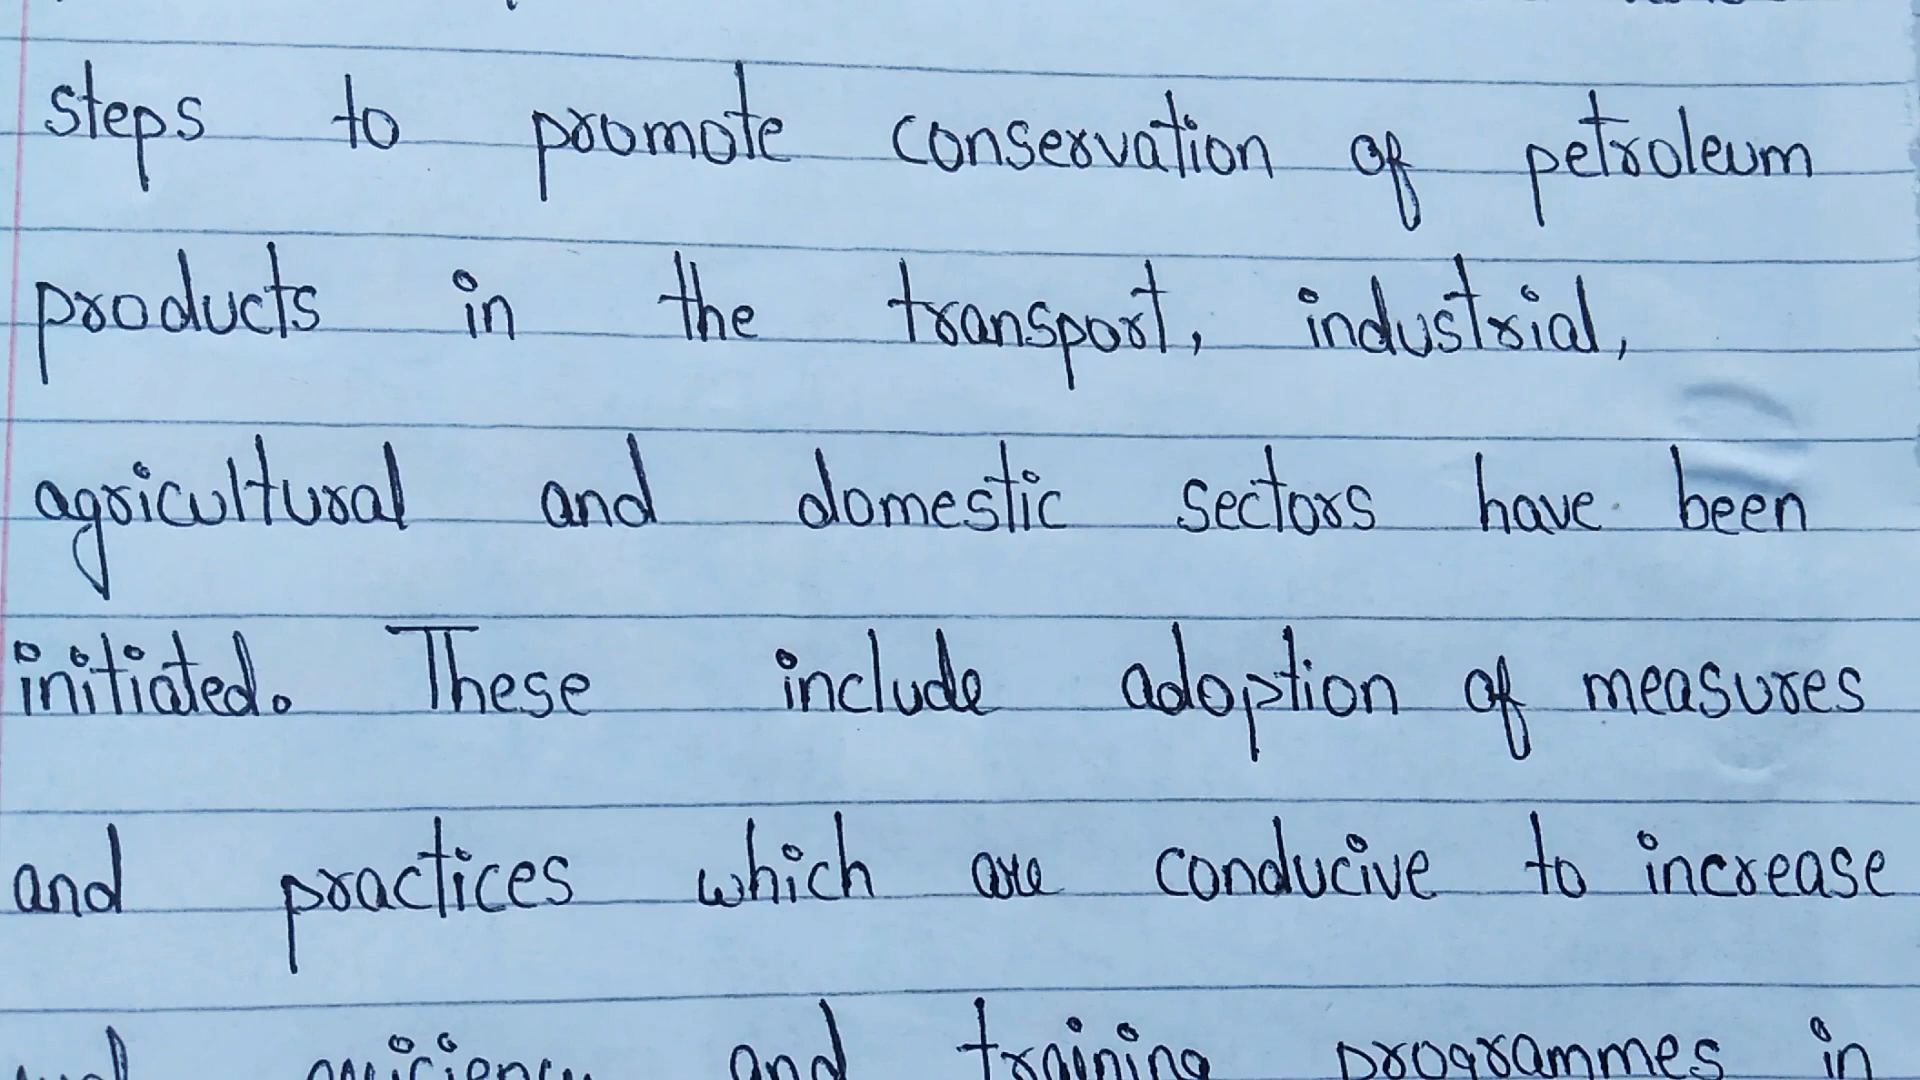 steps to promote conservation of petroleum
products in the transport, industrial,
agricultural and domestic sectors have been
initiated. These include adoption of measures
and practices which are conducive to increase
and training programmes in